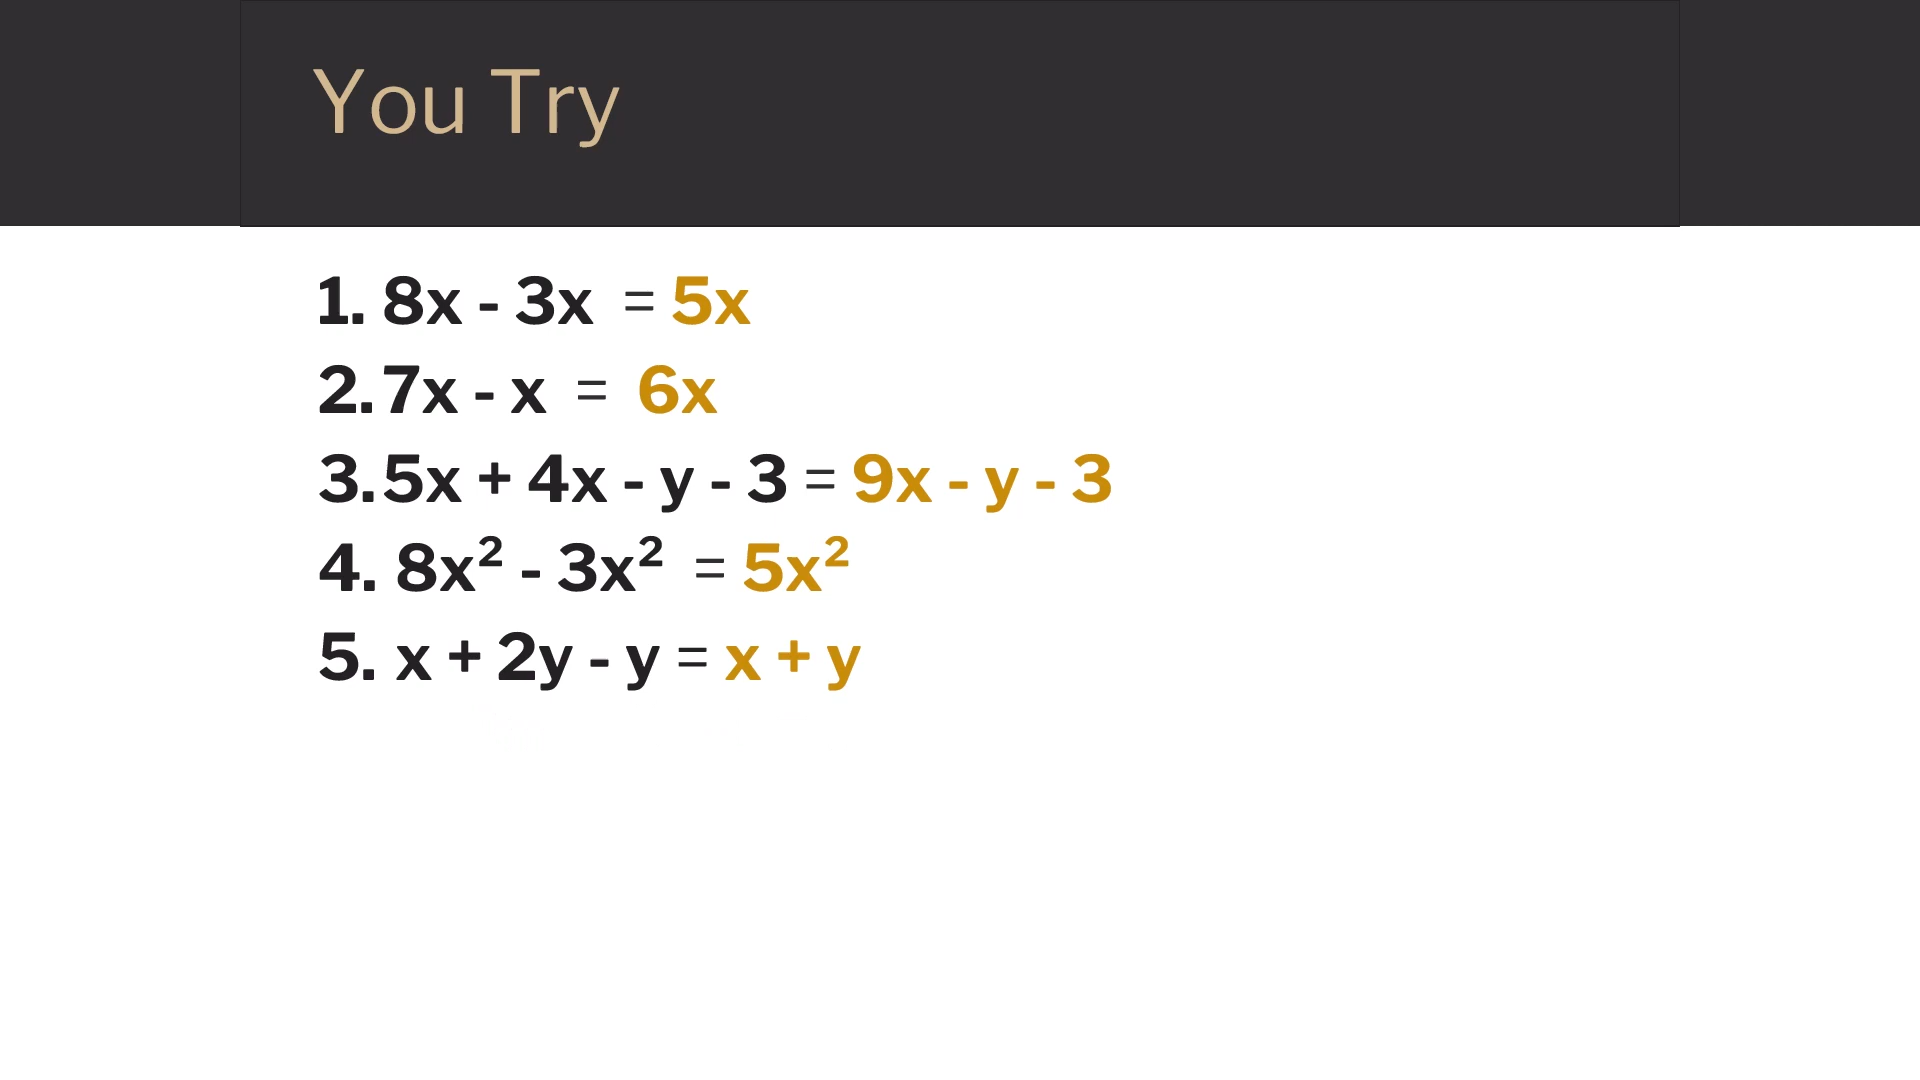 You Try
1. 8x - 3x = 5x
2. 7x - x = 6x
3. 5x + 4x - y - 3 = 9x - y - 3
4. 8x² - 3x² = 5x²
5. x + 2y - y = x + y